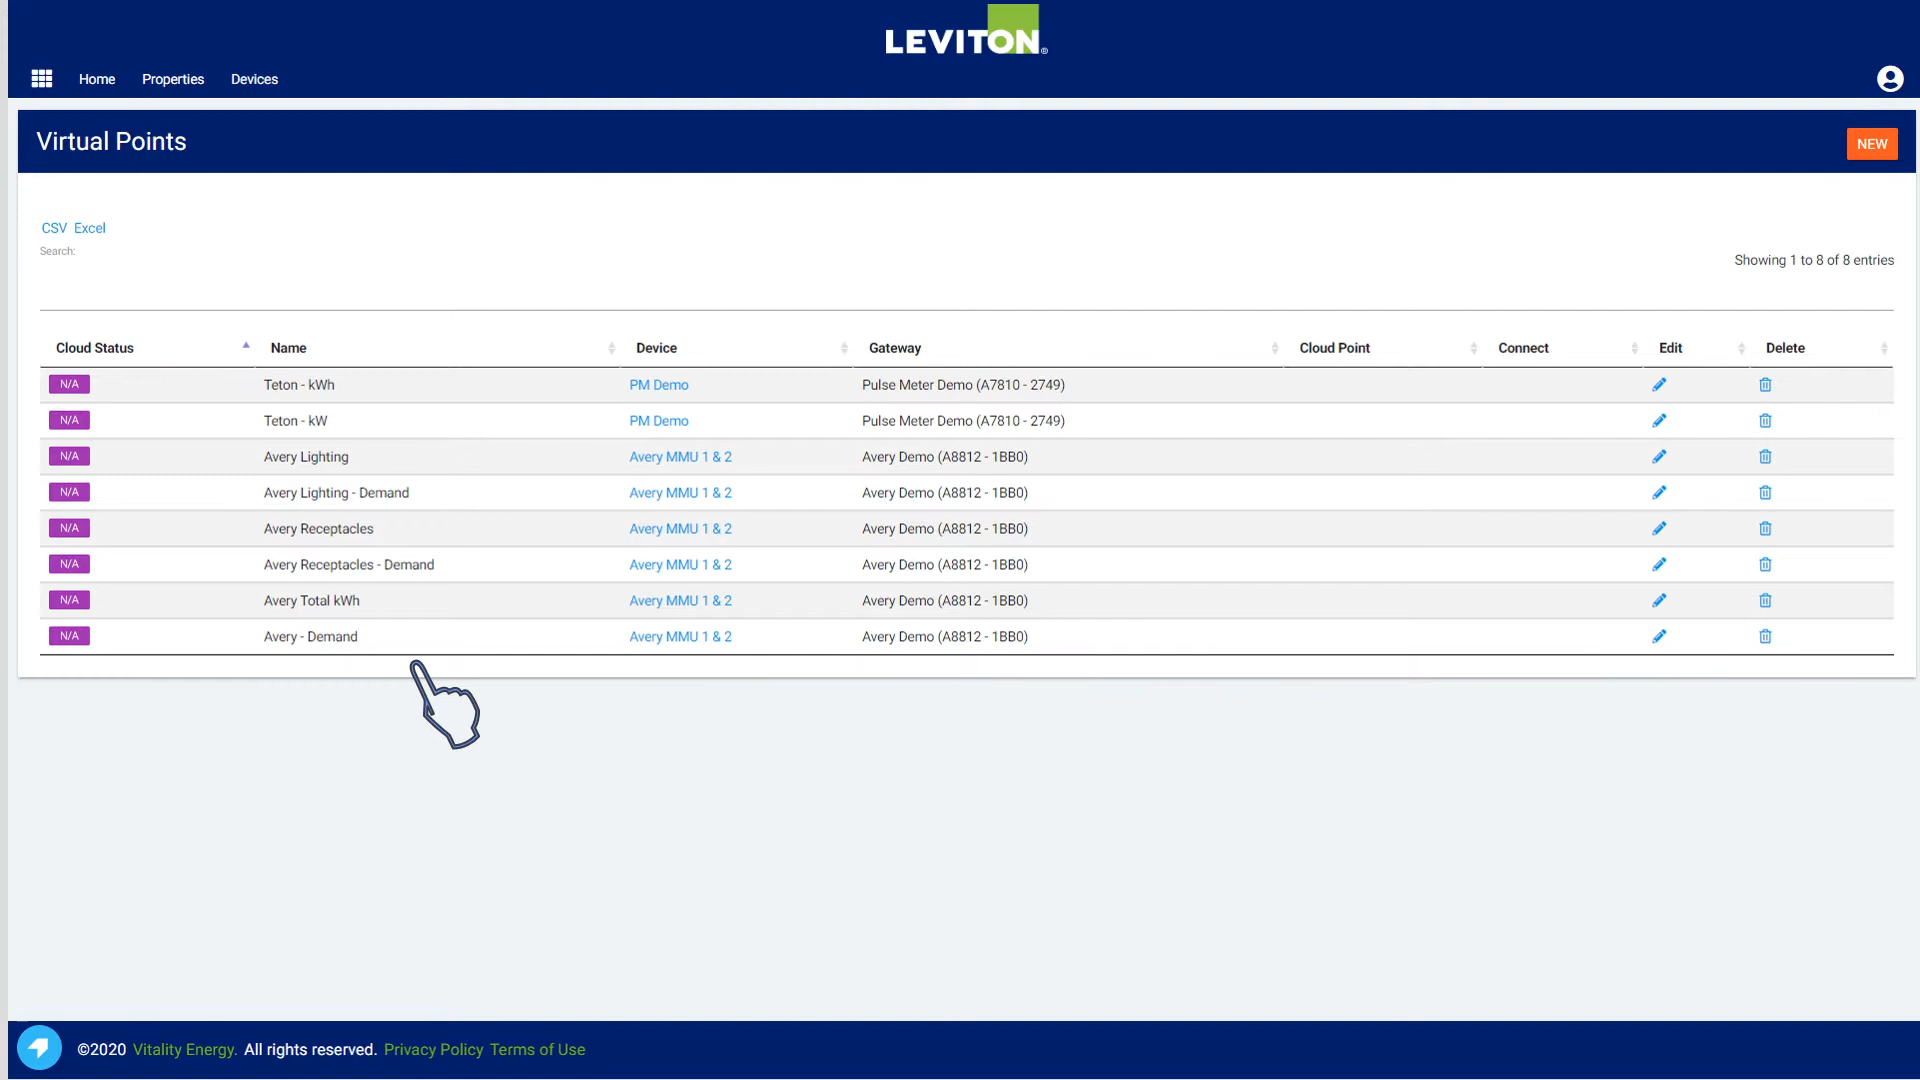 LEVITON®
Home Properties Devices
Virtual Points
NEW
CSV Excel
Search:
Showing 1 to 8 of 8 entries
Cloud Status Name Device Gateway Cloud Point Connect Edit Delete
N/A Teton - kWh PM Demo Pulse Meter Demo (A7810 - 2749)
N/A Teton - kW PM Demo Pulse Meter Demo (A7810 - 2749)
N/A Avery Lighting Avery MMU 1 & 2 Avery Demo (A8812 - 1BB0)
N/A Avery Lighting - Demand Avery MMU 1 & 2 Avery Demo (A8812 - 1BB0)
N/A Avery Receptacles Avery MMU 1 & 2 Avery Demo (A8812 - 1BB0)
N/A Avery Receptacles - Demand Avery MMU 1 & 2 Avery Demo (A8812 - 1BB0)
N/A Avery Total kWh Avery MMU 1 & 2 Avery Demo (A8812 - 1BB0)
N/A Avery - Demand Avery MMU 1 & 2 Avery Demo (A8812 - 1BB0)
©2020 Vitality Energy. All rights reserved. Privacy Policy Terms of Use